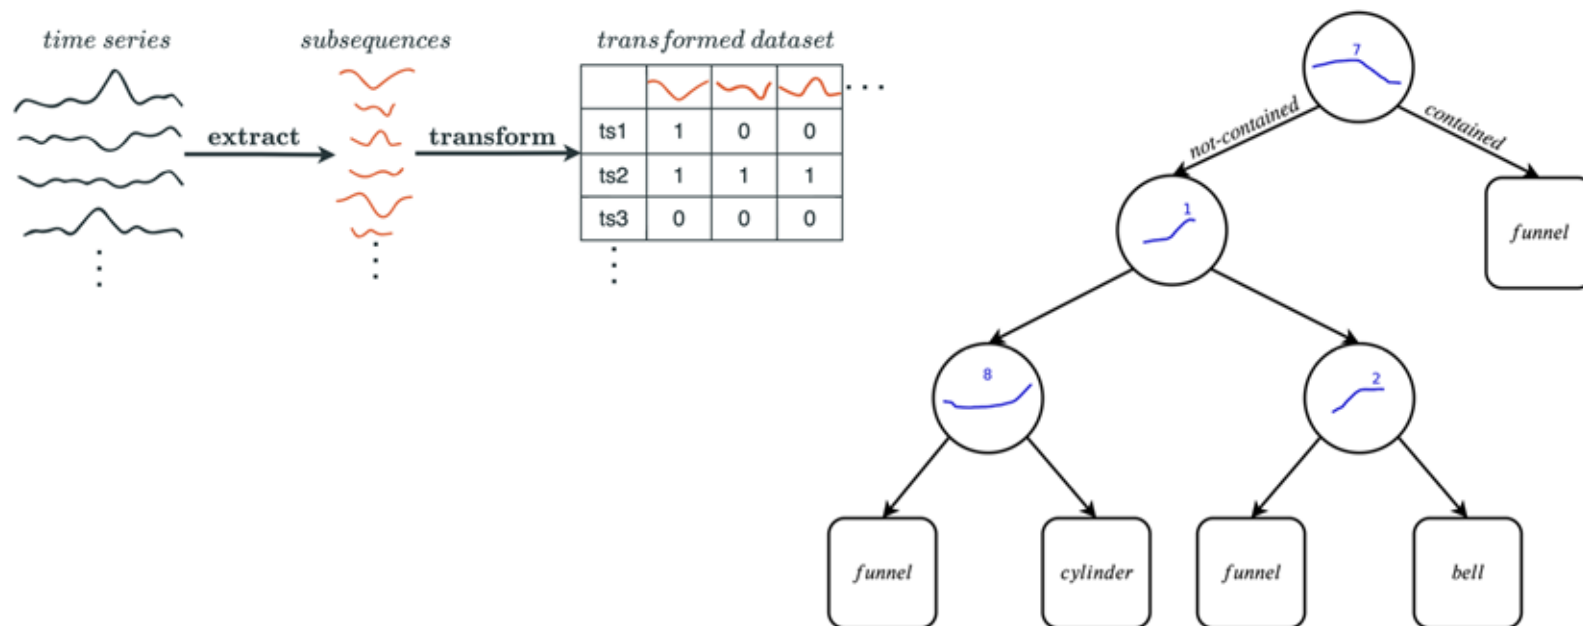 time series
subsequences
transformed dataset
extract
transform
ts1 1 0 0
ts2 1 1 1
ts3 0 0 0
7
not-contained
contained
1
funnel
8
2
funnel
cylinder
funnel
bell